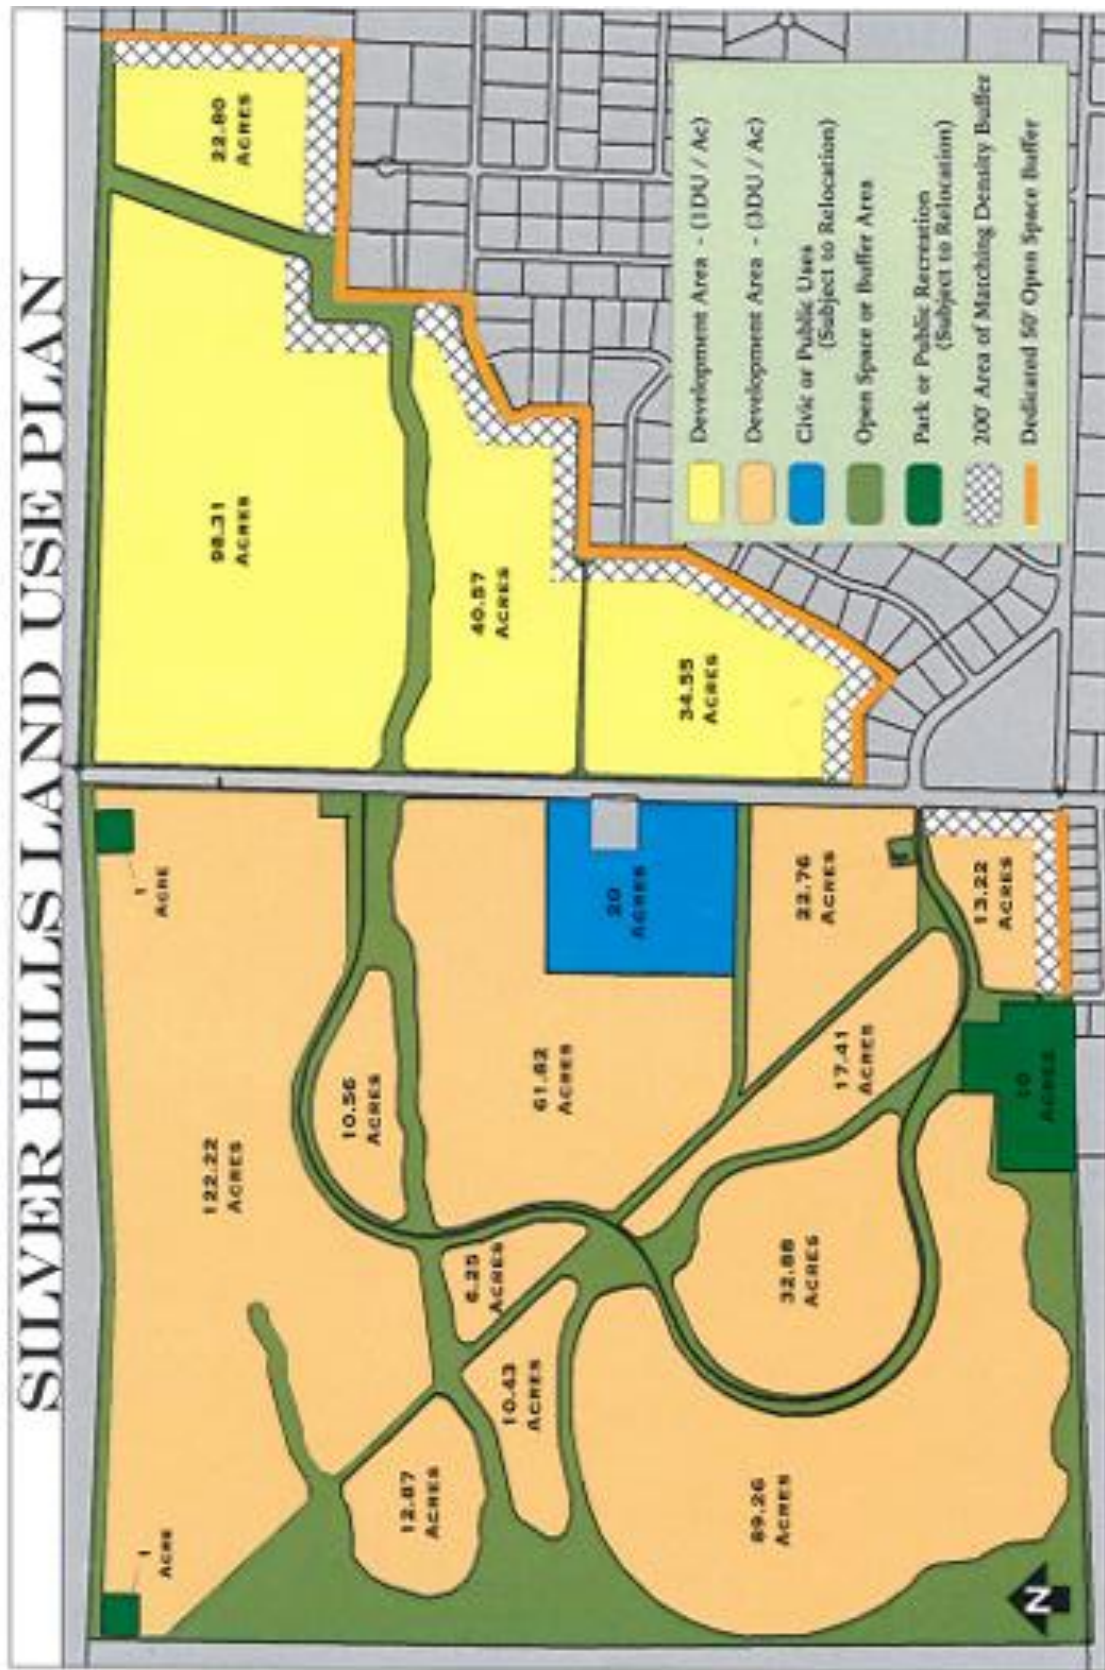 SILVER HILLS LAND USE PLAN
1
ACRE
1
ACRE
122.22
ACRES
98.31
ACRES
22.80
ACRES
12.87
ACRES
10.43
ACRES
6.25
ACRES
10.56
ACRES
61.62
ACRES
20
ACRES
40.57
ACRES
34.55
ACRES
89.26
ACRES
32.88
ACRES
17.41
ACRES
22.76
ACRES
13.22
ACRES
10
ACRES
N
Development Area - (1DU / Ac)
Development Area - (3DU / Ac)
Civic or Public Uses
(Subject to Relocation)
Open Space or Buffer Area
Park or Public Recreation
(Subject to Relocation)
200' Area of Matching Density Buffer
Dedicated 50' Open Space Buffer